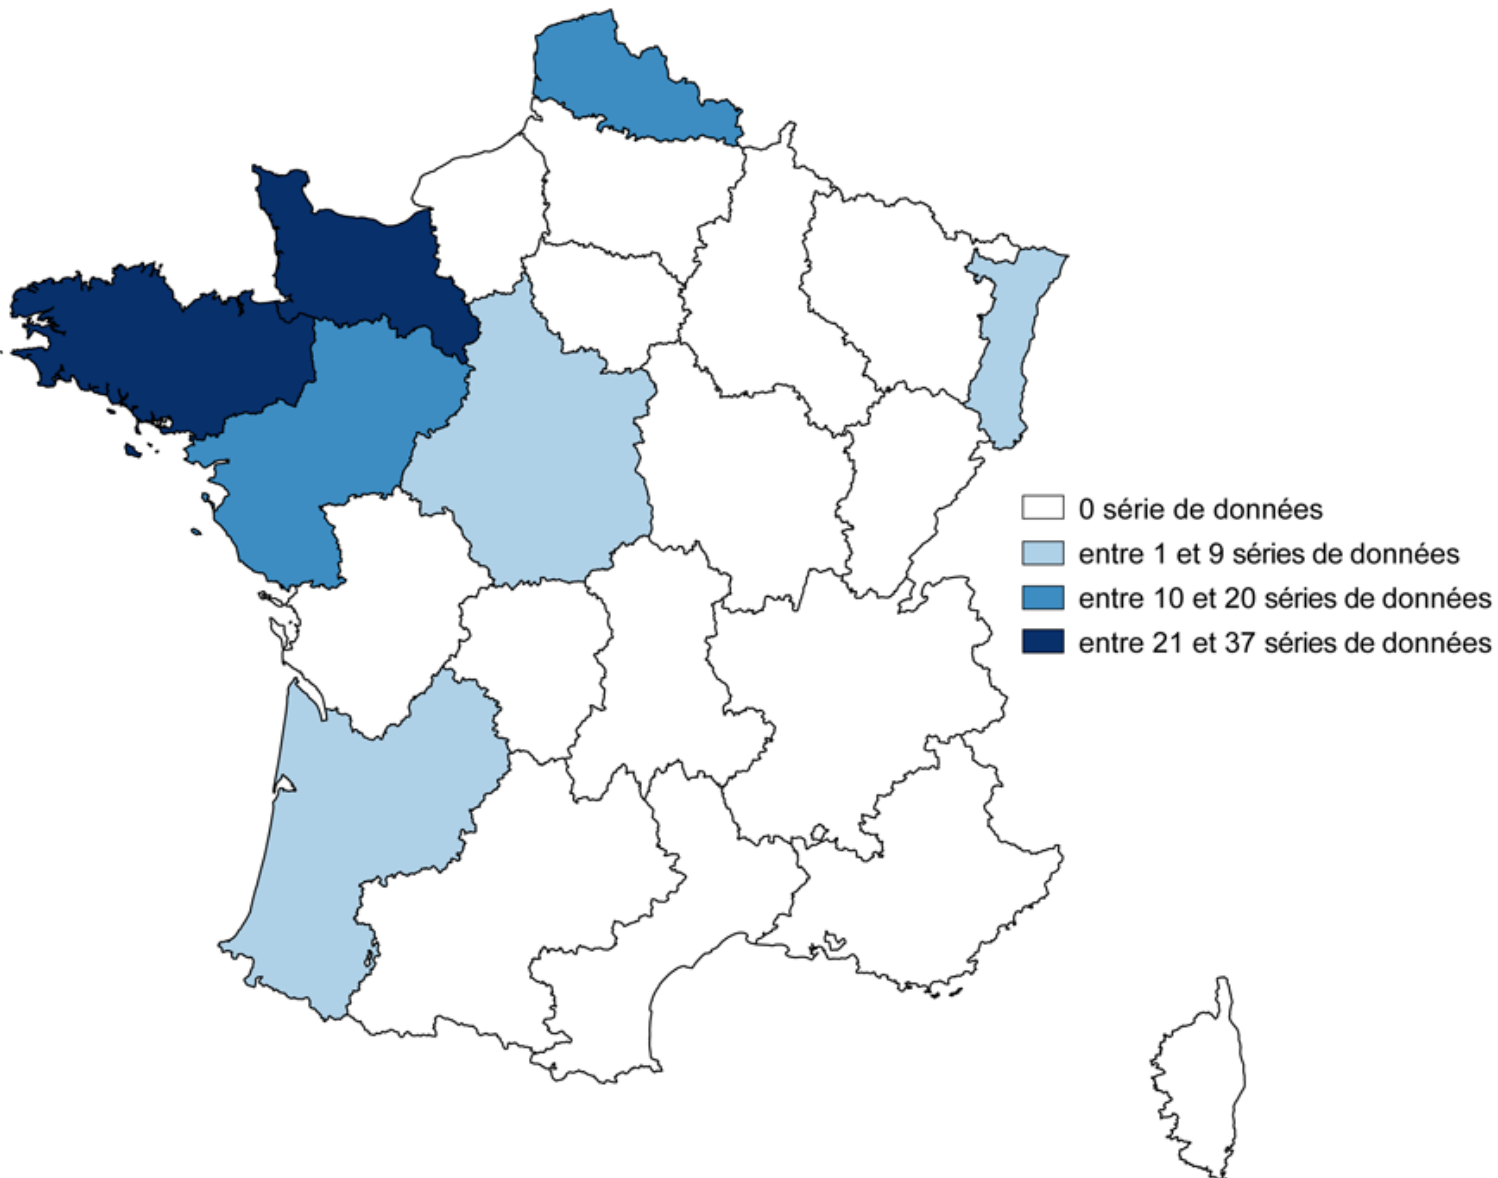 0 série de données
entre 1 et 9 séries de données
entre 10 et 20 séries de données
entre 21 et 37 séries de données